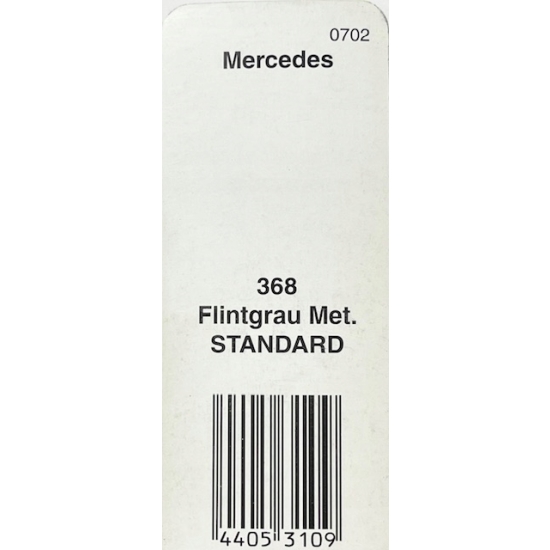 0702
Mercedes
368
Flintgrau Met.
STANDARD
4405 3109